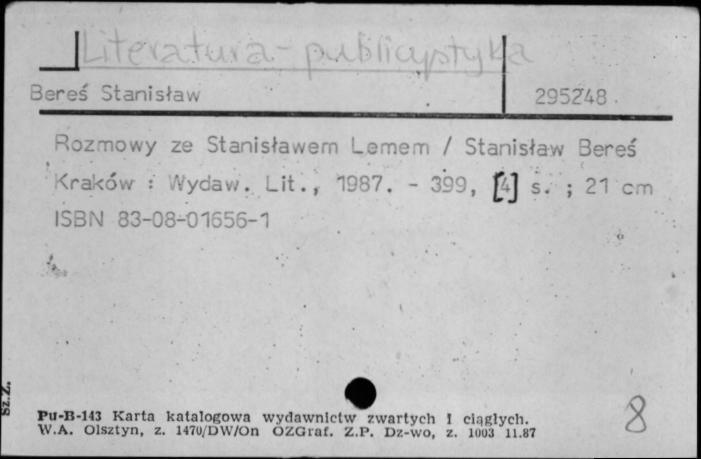 Literatura - publicystyka
Bereś Stanisław 295248
Rozmowy ze Stanisławem Lemem / Stanisław Bereś
Kraków : Wydaw. Lit., 1987. - 399, [4] s. ; 21 cm
ISBN 83-08-01656-1
Sz.Z.
8
Pu-B-143 Karta katalogowa wydawnictw zwartych i ciągłych.
W.A. Olsztyn, z. 1470/DW/On OZGraf. Z.P. Dz-wo, z. 1003 11.87